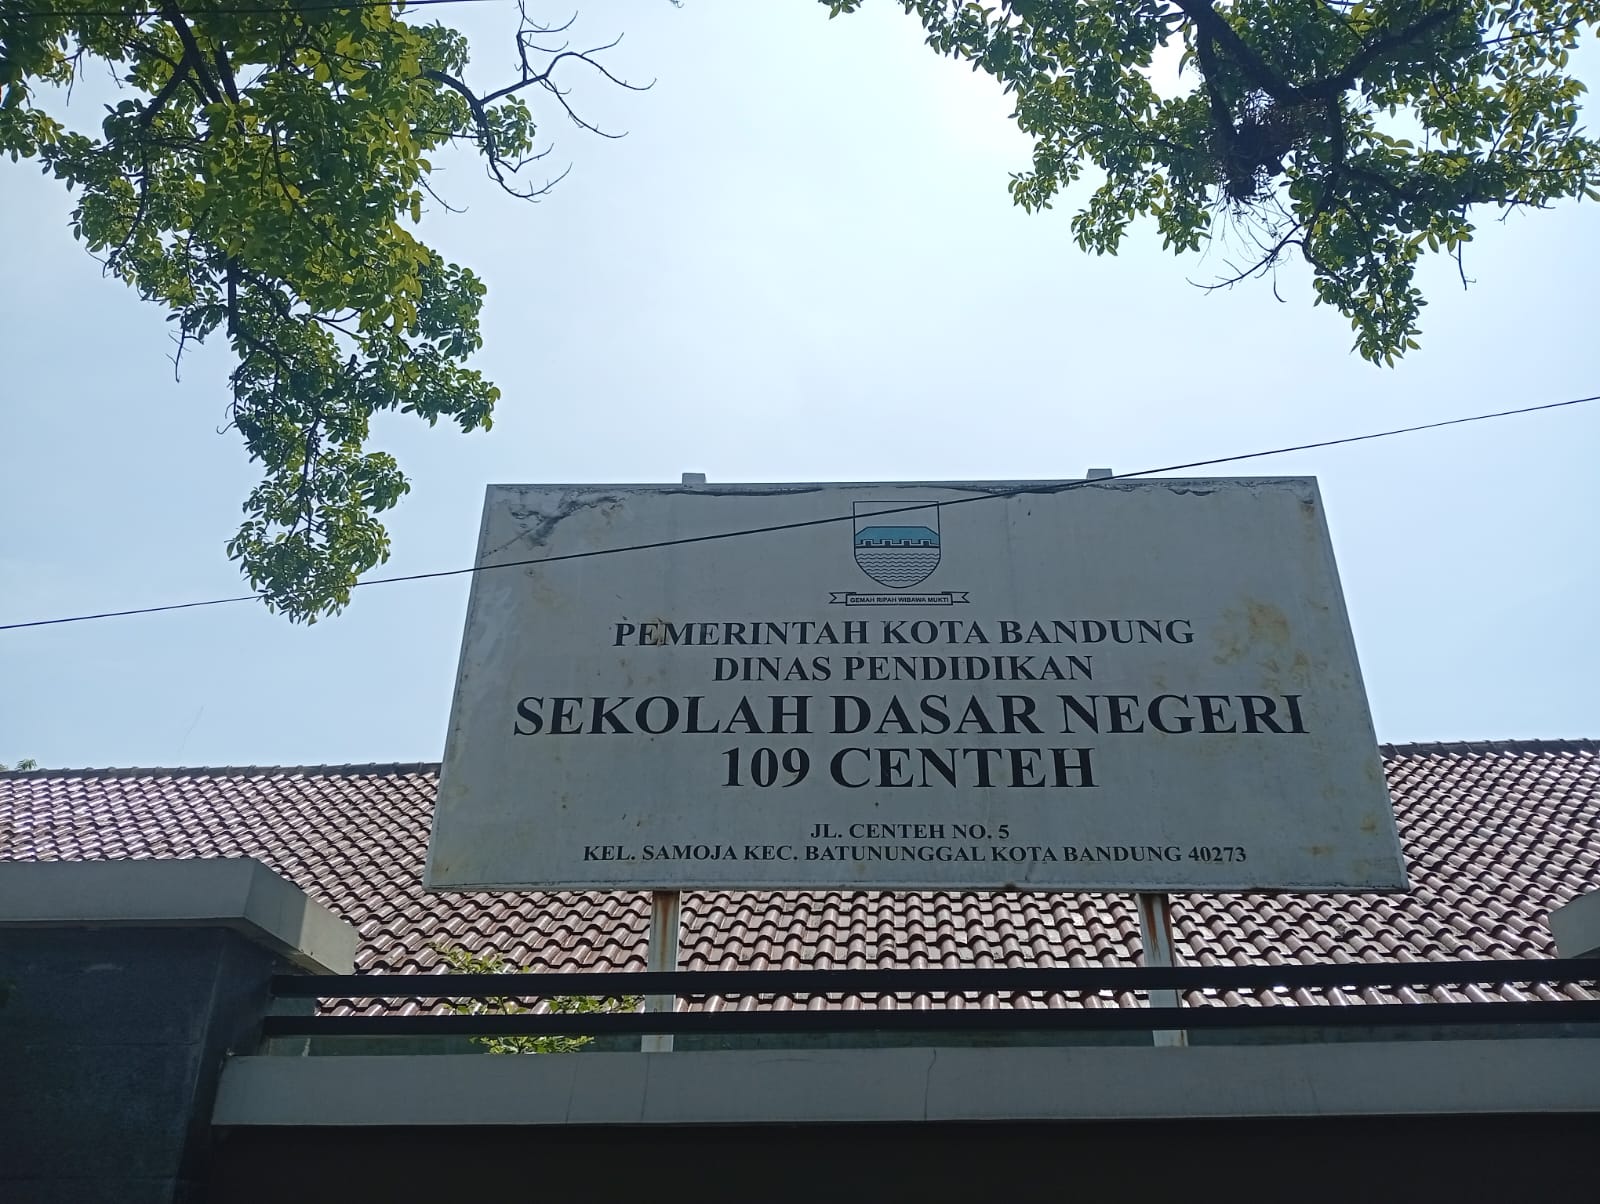 GEMAH RIPAH WIBAWA MUKTI
PEMERINTAH KOTA BANDUNG
DINAS PENDIDIKAN
SEKOLAH DASAR NEGERI
109 CENTEH
JL. CENTEH NO. 5
KEL. SAMOJA KEC. BATUNUNGGAL KOTA BANDUNG 40273